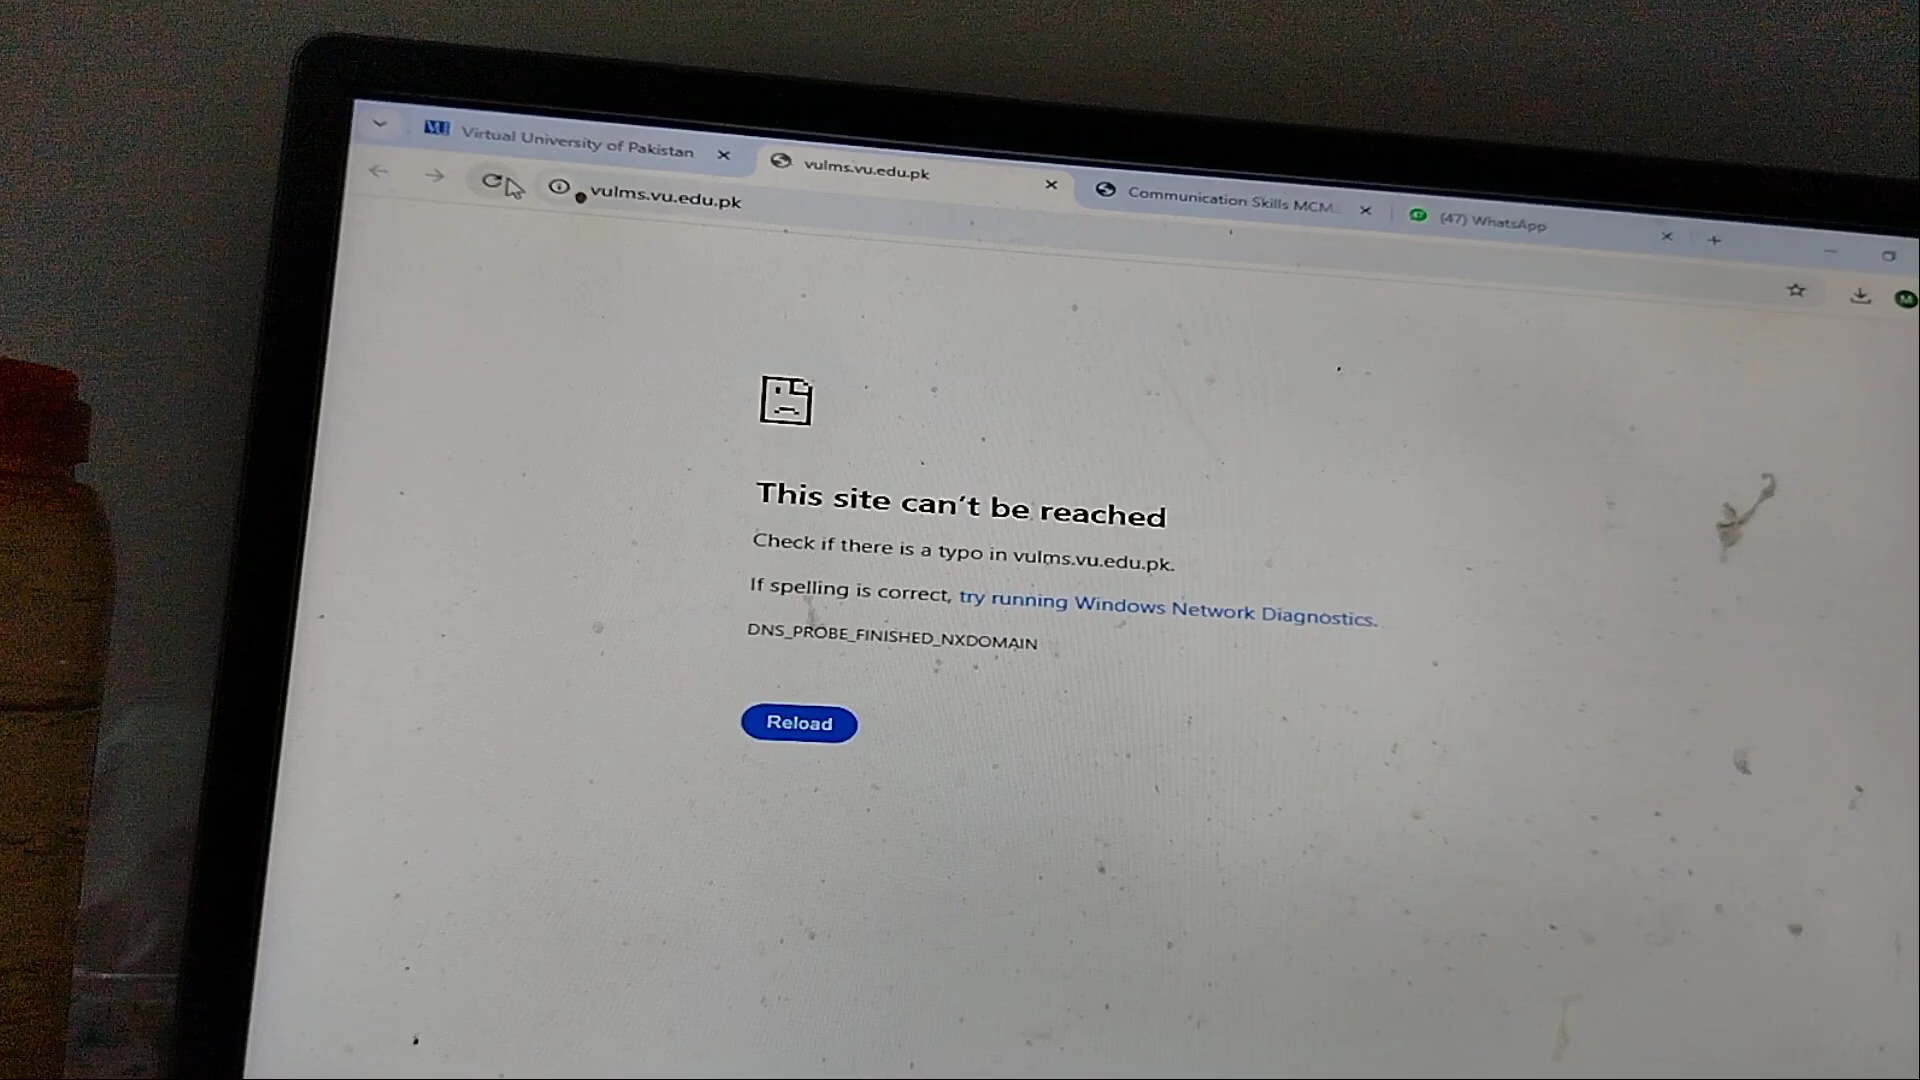 VU Virtual University of Pakistan
vulms.vu.edu.pk
Communication Skills MCM
(47) WhatsApp
vulms.vu.edu.pk
M
This site can't be reached
Check if there is a typo in vulms.vu.edu.pk.
If spelling is correct, try running Windows Network Diagnostics.
DNS_PROBE_FINISHED_NXDOMAIN
Reload